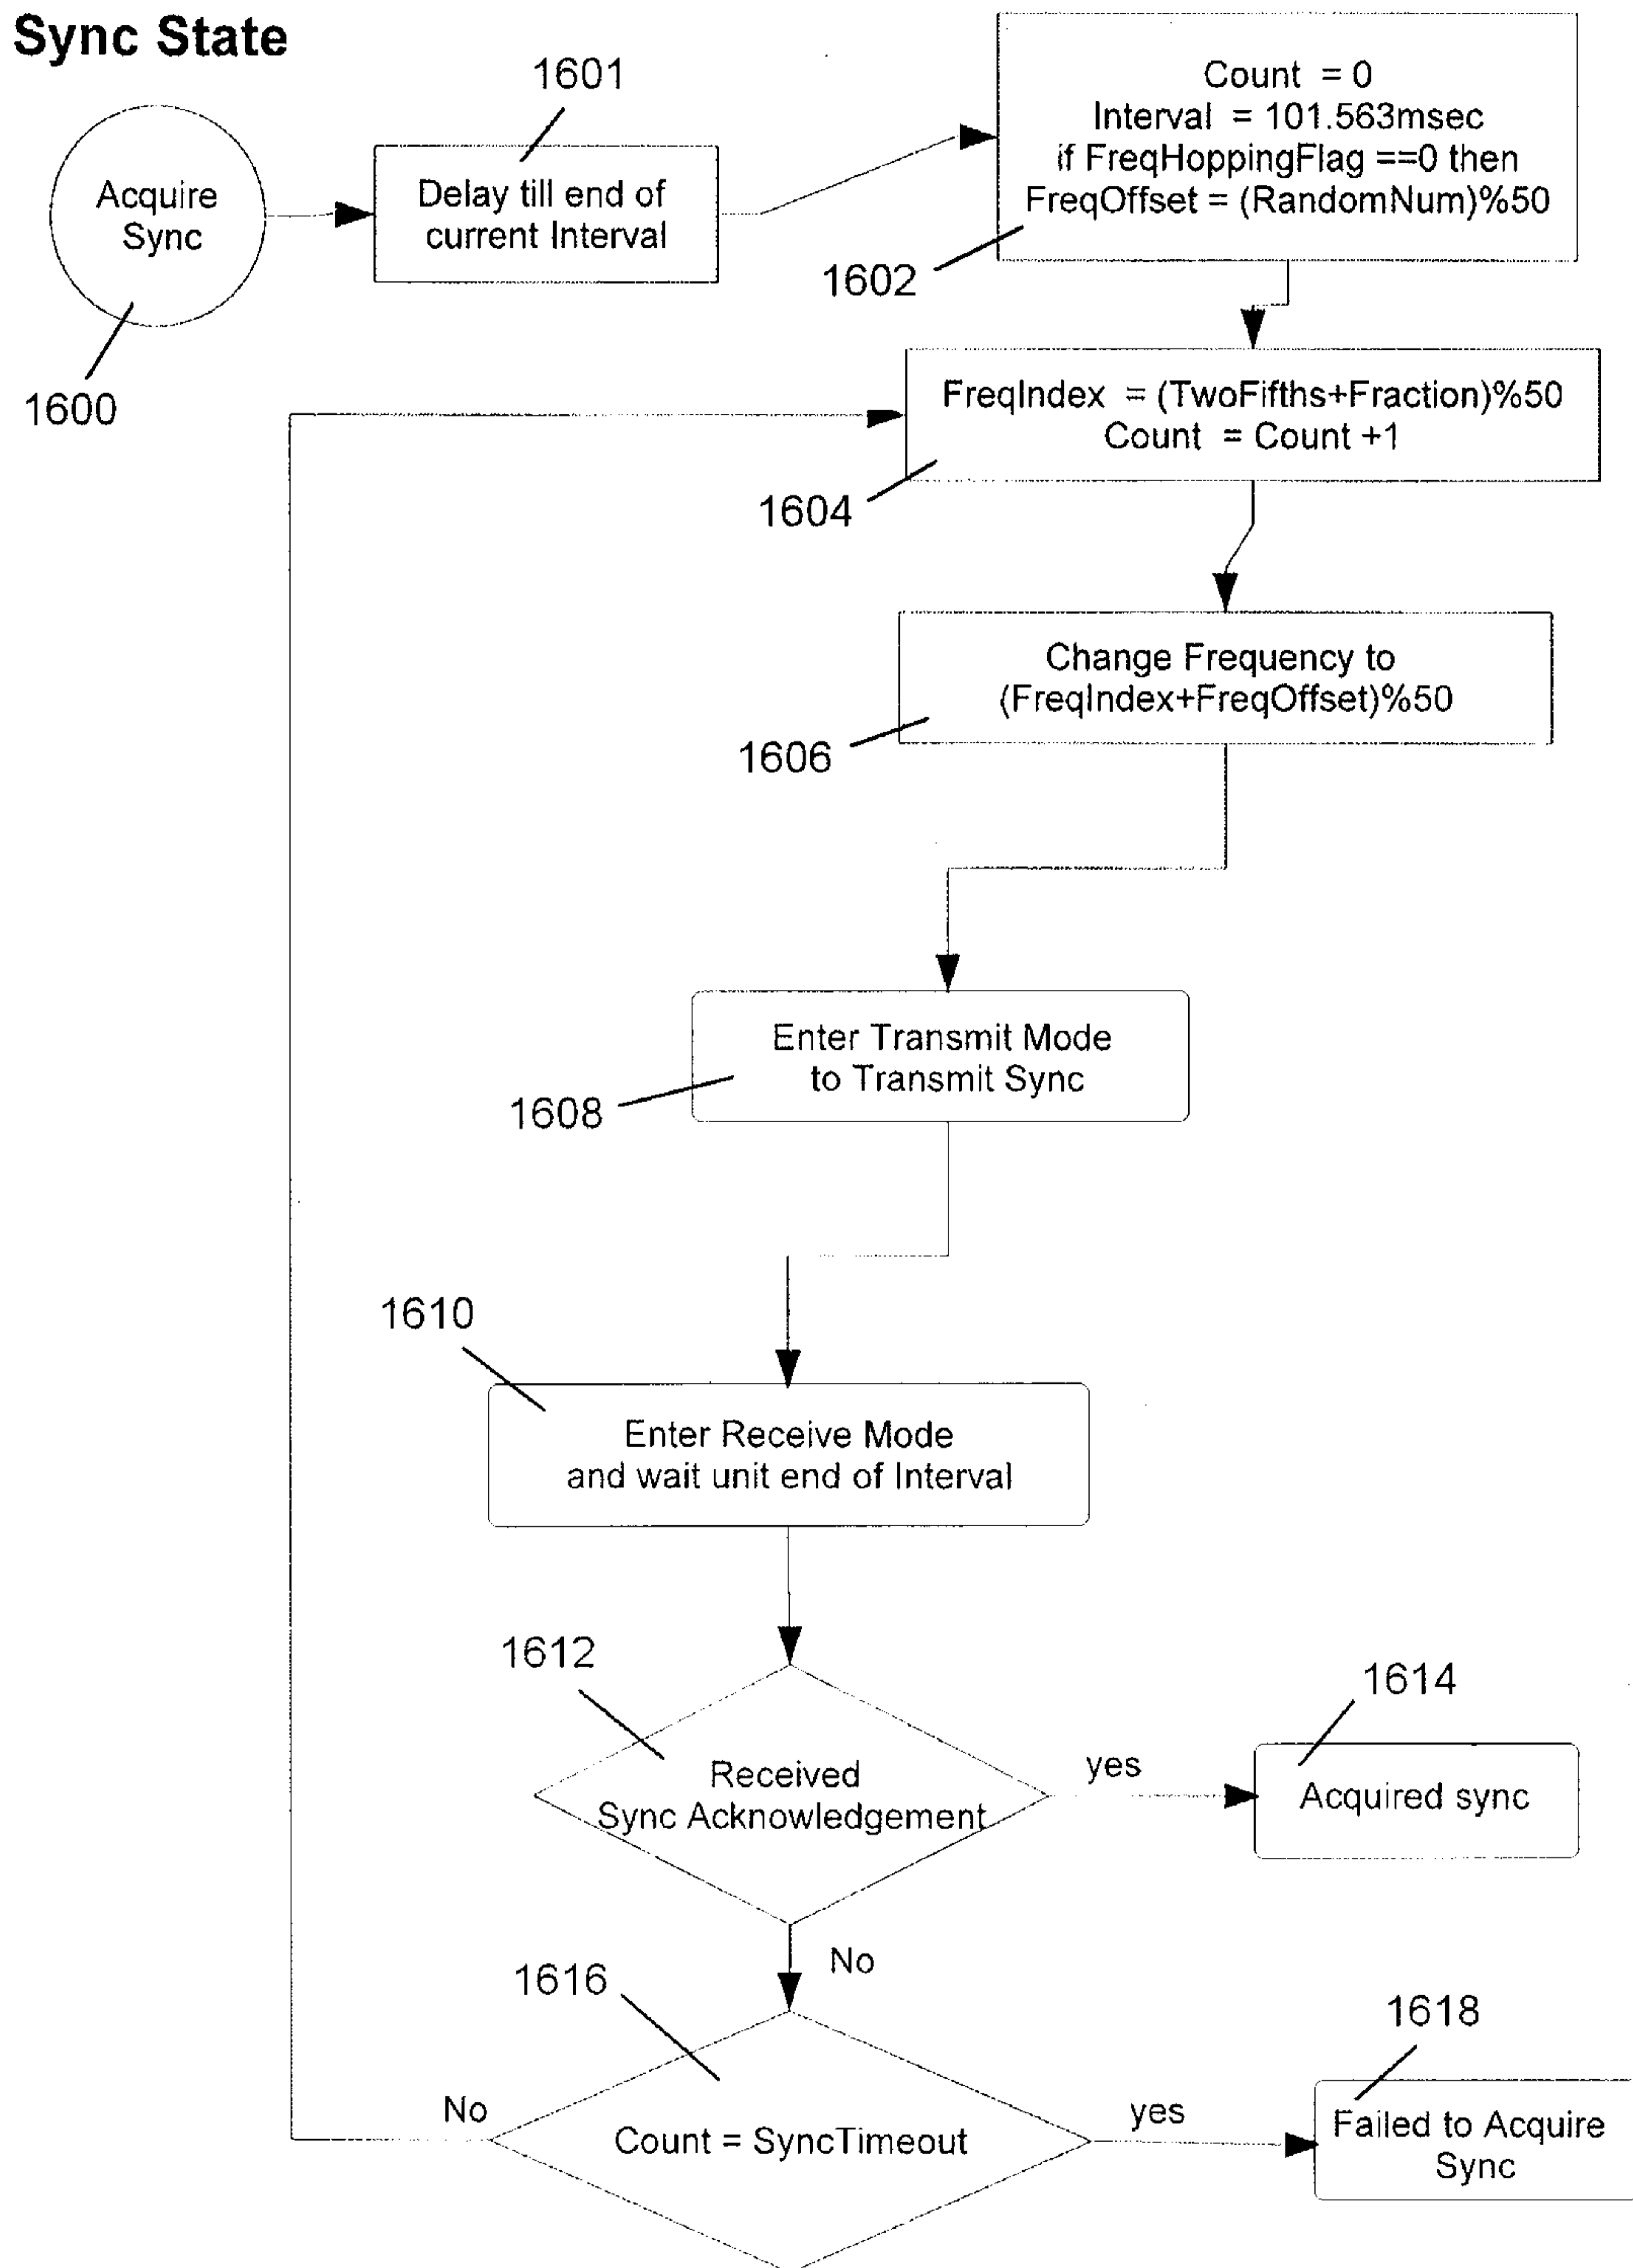 Sync State
1601
Acquire
Sync
Delay till end of
current Interval
Count = 0
Interval = 101.563msec
if FreqHoppingFlag ==0 then
FreqOffset = (RandomNum)%50
1602
1600
FreqIndex = (TwoFifths+Fraction)%50
Count = Count +1
1604
Change Frequency to
(FreqIndex+FreqOffset)%50
1606
Enter Transmit Mode
to Transmit Sync
1608
1610
Enter Receive Mode
and wait unit end of Interval
1612
Received
Sync Acknowledgement
yes
1614
Acquired sync
No
1616
Count = SyncTimeout
No
yes
1618
Failed to Acquire
Sync